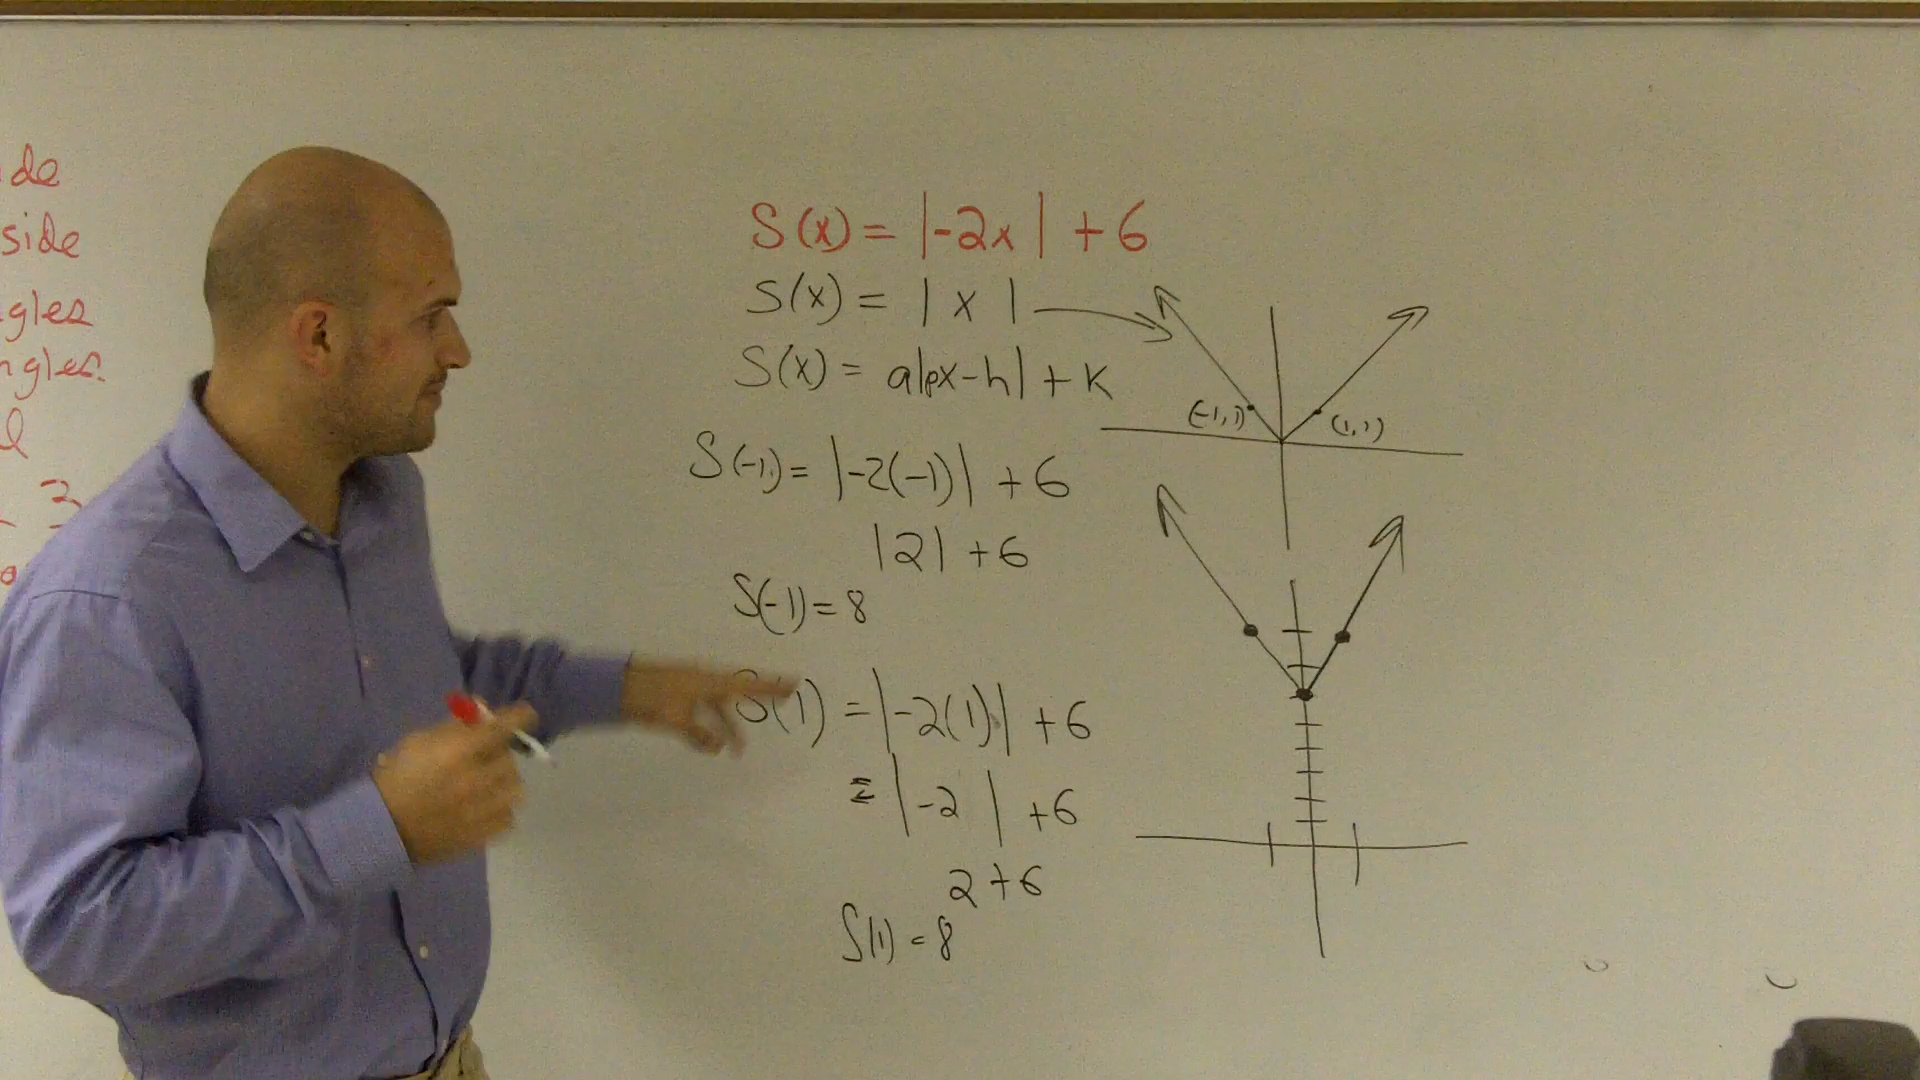 de
side
gles
ngles.
S(x) = |-2x| + 6
S(x) = |x|
S(x) = a|px-h| + k
(-1,1)
(1,1)
S(-1) = |-2(-1)| + 6
|2| + 6
S(-1) = 8
S(1) = |-2(1)| + 6
= |-2| + 6
2 + 6
S(1) = 8